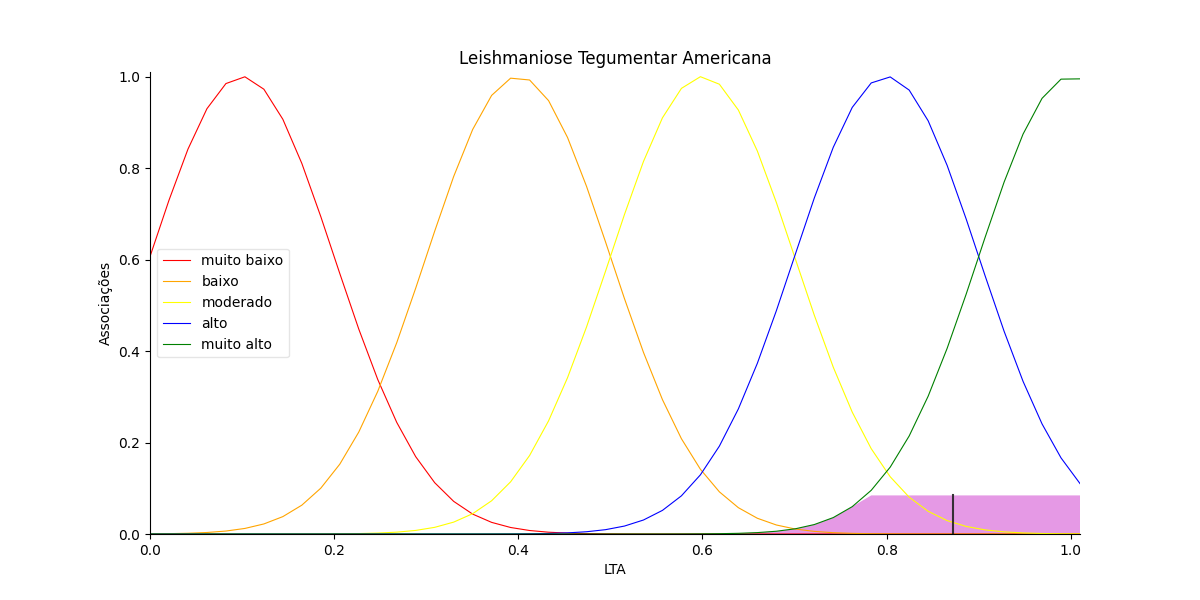 Leishmaniose Tegumentar Americana
1.0
0.8
0.6
0.4
0.2
0.0
Associações
muito baixo
baixo
moderado
alto
muito alto
0.0 0.2 0.4 0.6 0.8 1.0
LTA